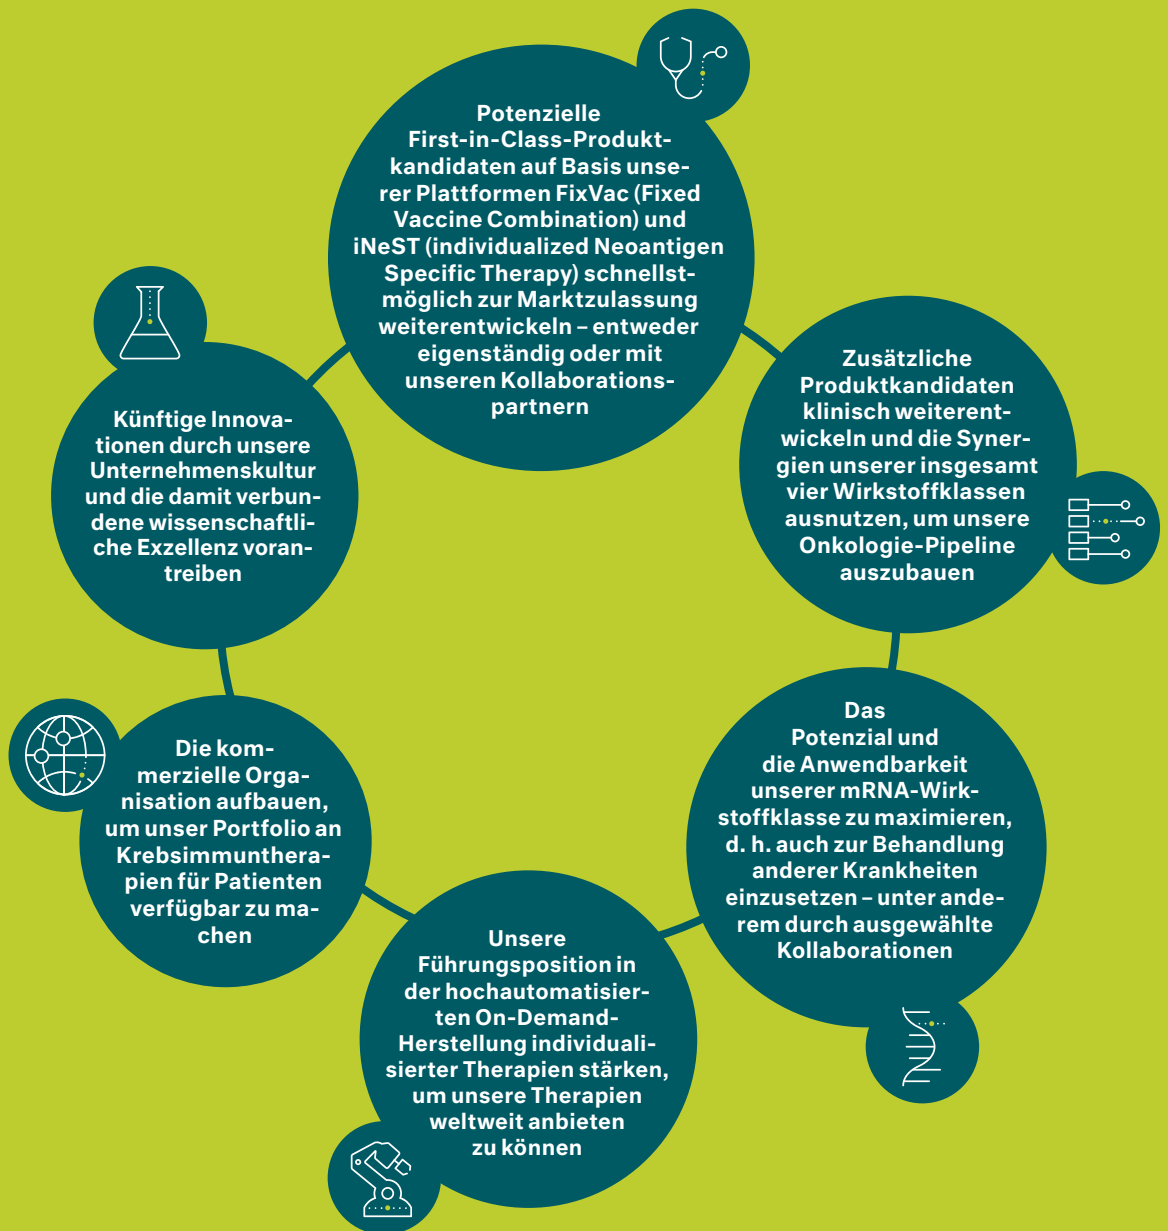 Potenzielle
First-in-Class-Produkt-
kandidaten auf Basis unse-
rer Plattformen FixVac (Fixed
Vaccine Combination) und
iNeST (individualized Neoantigen
Specific Therapy) schnellst-
möglich zur Marktzulassung
weiterentwickeln – entweder
eigenständig oder mit
unseren Kollaborations-
partnern
Zusätzliche
Produktkandidaten
klinisch weiterent-
wickeln und die Syner-
gien unserer insgesamt
vier Wirkstoffklassen
ausnutzen, um unsere
Onkologie-Pipeline
auszubauen
Das
Potenzial und
die Anwendbarkeit
unserer mRNA-Wirk-
stoffklasse zu maximieren,
d. h. auch zur Behandlung
anderer Krankheiten
einzusetzen – unter ande-
rem durch ausgewählte
Kollaborationen
Unsere
Führungsposition in
der hochautomatisier-
ten On-Demand-
Herstellung individuali-
sierter Therapien stärken,
um unsere Therapien
weltweit anbieten
zu können
Die kom-
merzielle Orga-
nisation aufbauen,
um unser Portfolio an
Krebsimmunthera-
pien für Patienten
verfügbar zu ma-
chen
Künftige Innova-
tionen durch unsere
Unternehmenskultur
und die damit verbun-
dene wissenschaftli-
che Exzellenz voran-
treiben